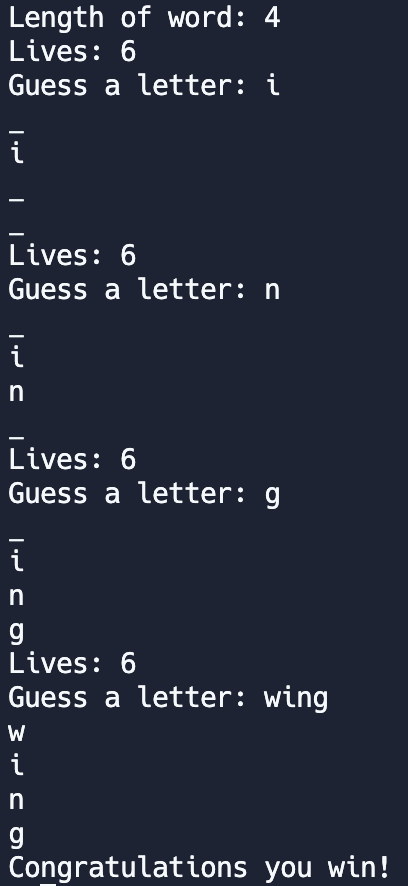 Length of word: 4
Lives: 6
Guess a letter: i
_
i
_
_
Lives: 6
Guess a letter: n
_
i
n
_
Lives: 6
Guess a letter: g
_
i
n
g
Lives: 6
Guess a letter: wing
w
i
n
g
Congratulations you win!